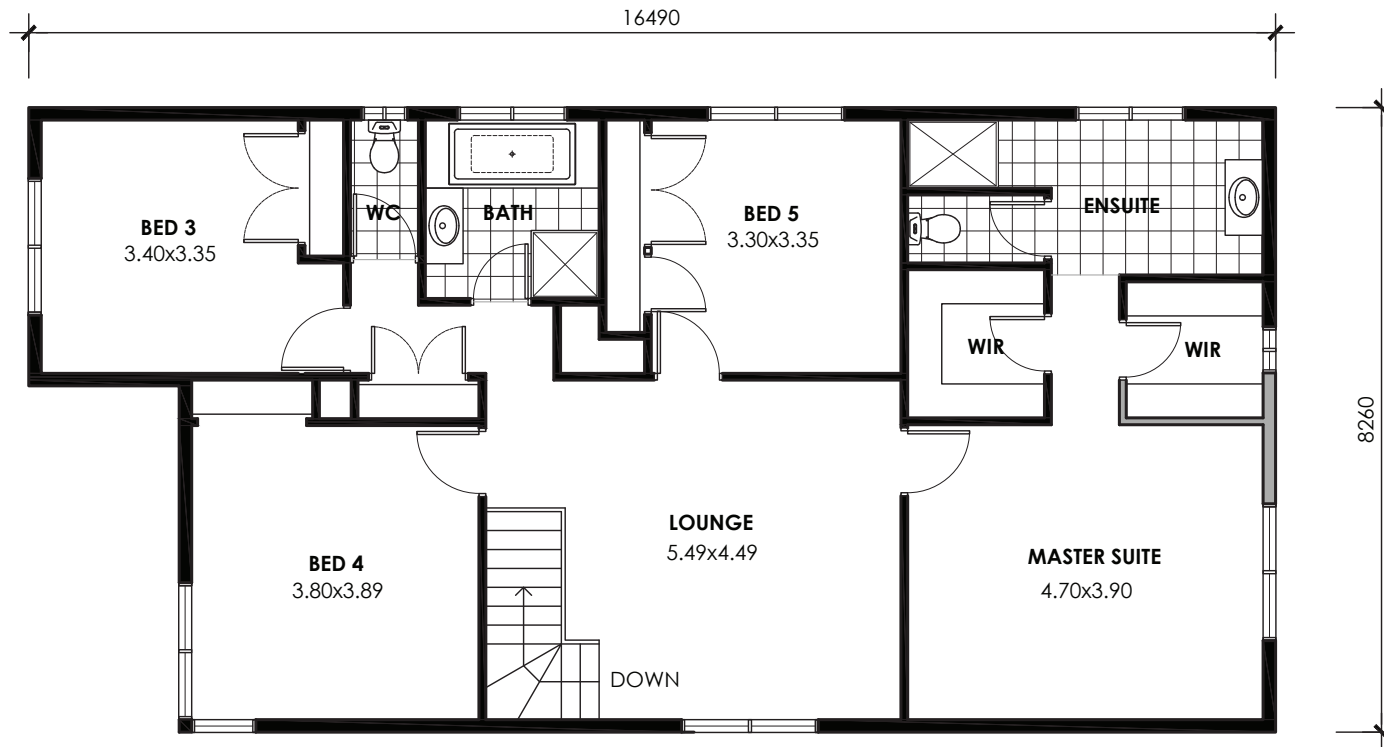 16490
BED 3
3.40x3.35
WC
BATH
BED 5
3.30x3.35
ENSUITE
WIR
WIR
8260
BED 4
3.80x3.89
LOUNGE
5.49x4.49
MASTER SUITE
4.70x3.90
DOWN